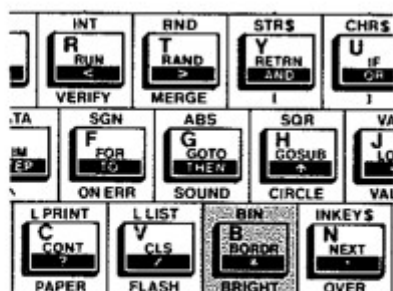 INT RND STR$ CHR$
R T Y U
RUN RAND RETRN IF
< > AND OR
VERIFY MERGE [ ]
SGN ABS SQR
F G H J
FOR GOTO GOSUB
TO THEN ↑
ON ERR SOUND CIRCLE
L PRINT L LIST BIN INKEY$
C V B N
CONT CLS BORDR NEXT
? / * .
PAPER FLASH BRIGHT OVER